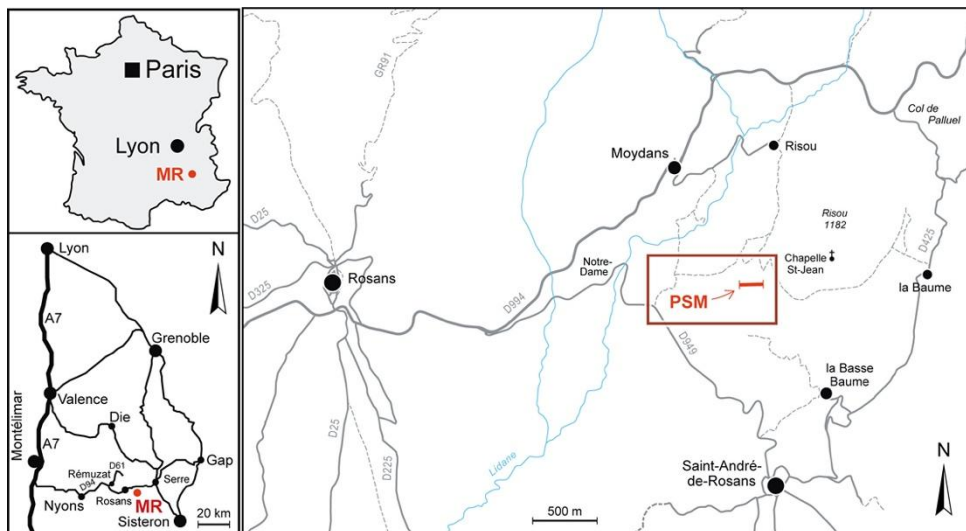 Paris
Lyon
MR
N
Lyon
A7
Grenoble
Valence
Die
Montélimar
A7
Rémuzat
D61
D94
Gap
Serre
Nyons
Rosans
MR
Sisteron
20 km
GR91
Col de
Palluel
Moydans
Risou
D25
Risou
1182
D425
Notre-
Dame
Chapelle
St-Jean
Rosans
D325
D994
PSM
la Baume
D949
la Basse
Baume
D25
D225
Lidane
Saint-André-
de-Rosans
N
500 m